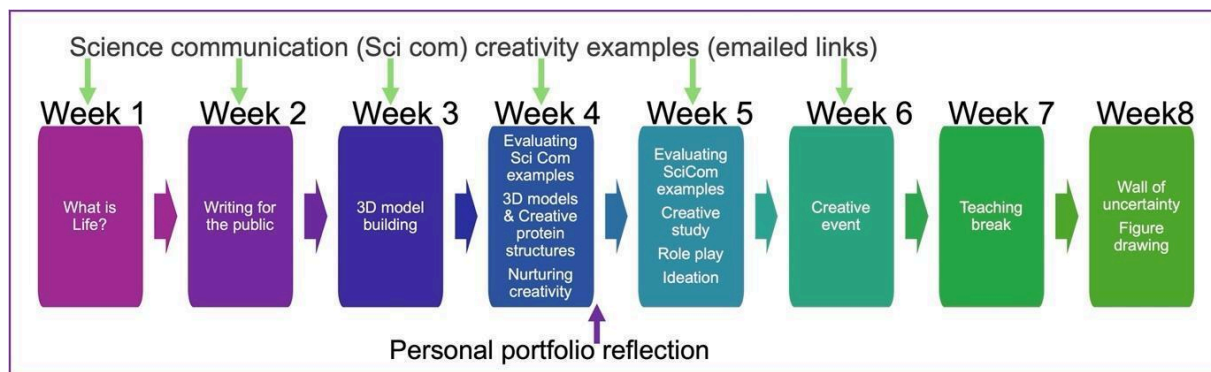 Science communication (Sci com) creativity examples (emailed links)
Week 1
What is
Life?
Week 2
Writing for
the public
Week 3
3D model
building
Week 4
Evaluating
Sci Com
examples
3D models
& Creative
protein
structures
Nurturing
creativity
Week 5
Evaluating
SciCom
examples
Creative
study
Role play
Ideation
Week 6
Creative
event
Week 7
Teaching
break
Week8
Wall of
uncertainty
Figure
drawing
Personal portfolio reflection